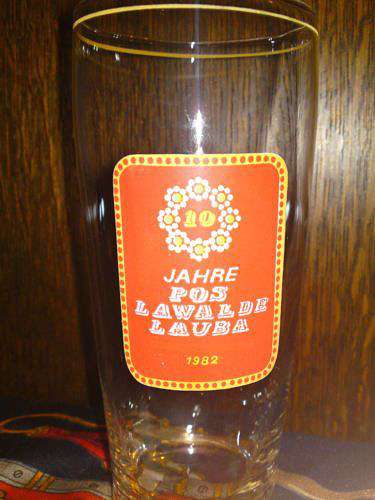 10
JAHRE
POS
LAWALDE
LAUBA
1982